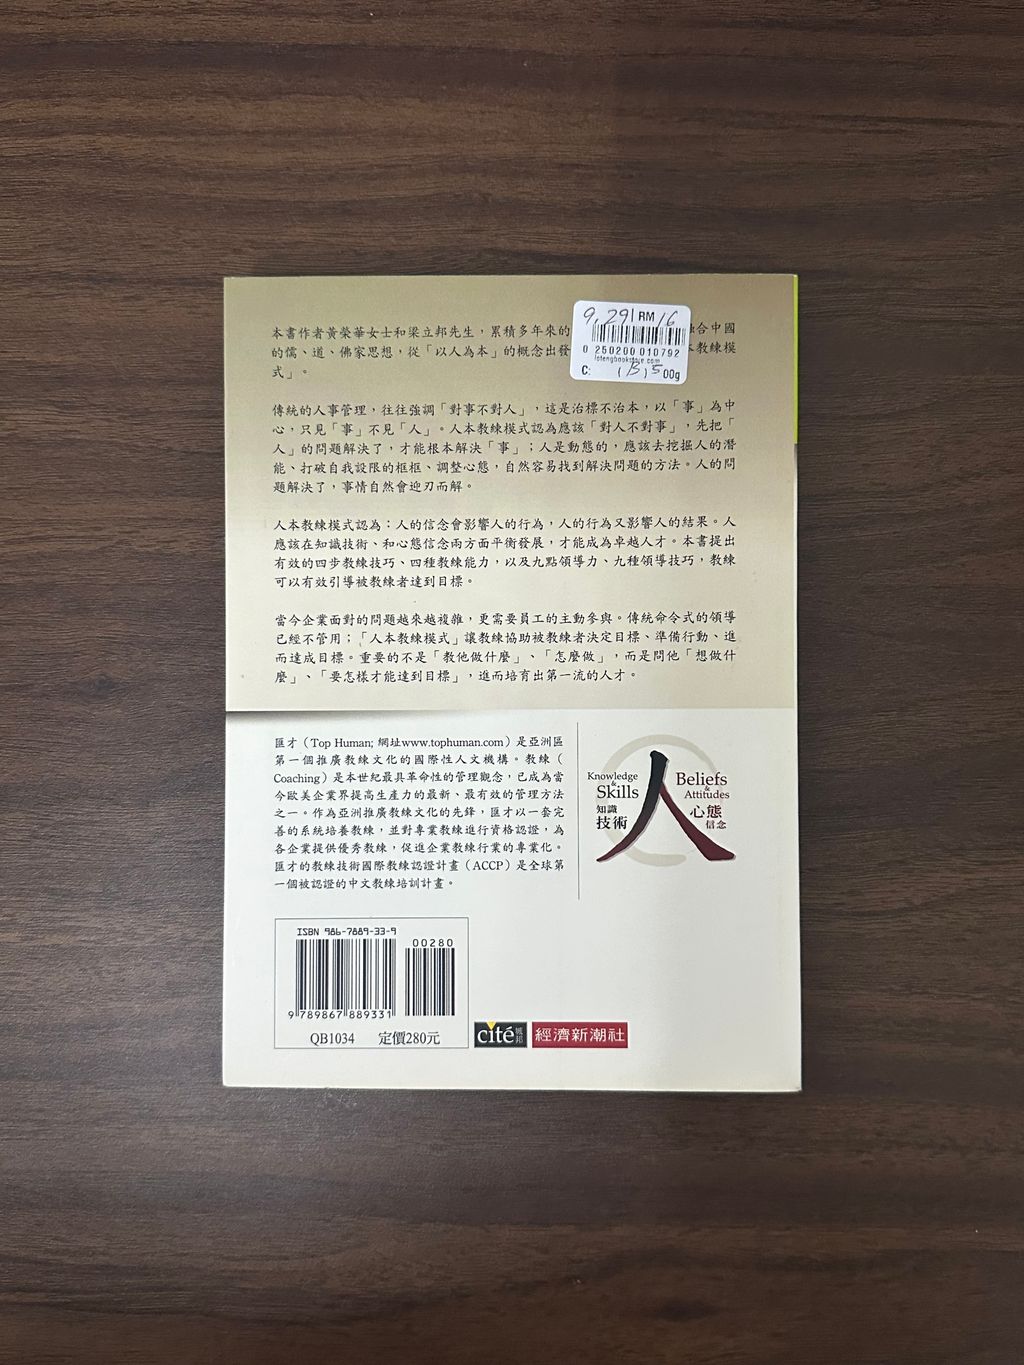 本書作者黃榮華女士和梁立邦先生，累積多年來的
融合中國
的儒、道、佛家思想，從「以人為本」的概念出發
本教練模
式」。
傳統的人事管理，往往強調「對事不對人」，這是治標不治本，以「事」為中
心，只見「事」不見「人」。人本教練模式認為應該「對人不對事」，先把「
人」的問題解決了，才能根本解決「事」；人是動態的，應該去挖掘人的潛
能、打破自我設限的框框、調整心態，自然容易找到解決問題的方法。人的問
題解決了，事情自然會迎刃而解。
人本教練模式認為：人的信念會影響人的行為，人的行為又影響人的結果。人
應該在知識技術、和心態信念兩方面平衡發展，才能成為卓越人才。本書提出
有效的四步教練技巧、四種教練能力，以及九點領導力、九種領導技巧，教練
可以有效引導被教練者達到目標。
當今企業面對的問題越來越複雜，更需要員工的主動參與。傳統命令式的領導
已經不管用；「人本教練模式」讓教練協助被教練者決定目標、準備行動、進
而達成目標。重要的不是「教他做什麼」、「怎麼做」，而是問他「想做什
麼」、「要怎樣才能達到目標」，進而培育出第一流的人才。
9,291 RM 16
0 250200 010792
lotengbookstore.com
C: 00g
匯才（Top Human; 網址www.tophuman.com）是亞洲區
第一個推廣教練文化的國際性人文機構。教練（
Coaching）是本世紀最具革命性的管理觀念，已成為當
今歐美企業界提高生產力的最新、最有效的管理方法
之一。作為亞洲推廣教練文化的先鋒，匯才以一套完
善的系統培養教練，並對專業教練進行資格認證，為
各企業提供優秀教練，促進企業教練行業的專業化。
匯才的教練技術國際教練認證計畫（ACCP）是全球第
一個被認證的中文教練培訓計畫。
Knowledge
&
Skills
知識
技術
人
Beliefs
&
Attitudes
心態
信念
ISBN 986-7889-33-9
00280
9 789867 889331
QB1034 定價280元
cité 城邦
經濟新潮社